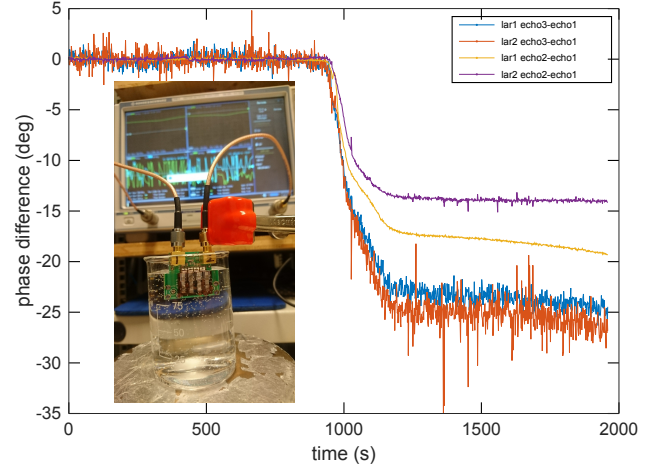 5
0
-5
-10
-15
-20
-25
-30
-35
phase difference (deg)
lar1 echo3-echo1
lar2 echo3-echo1
lar1 echo2-echo1
lar2 echo2-echo1
75
50
0 500 1000 1500 2000
time (s)